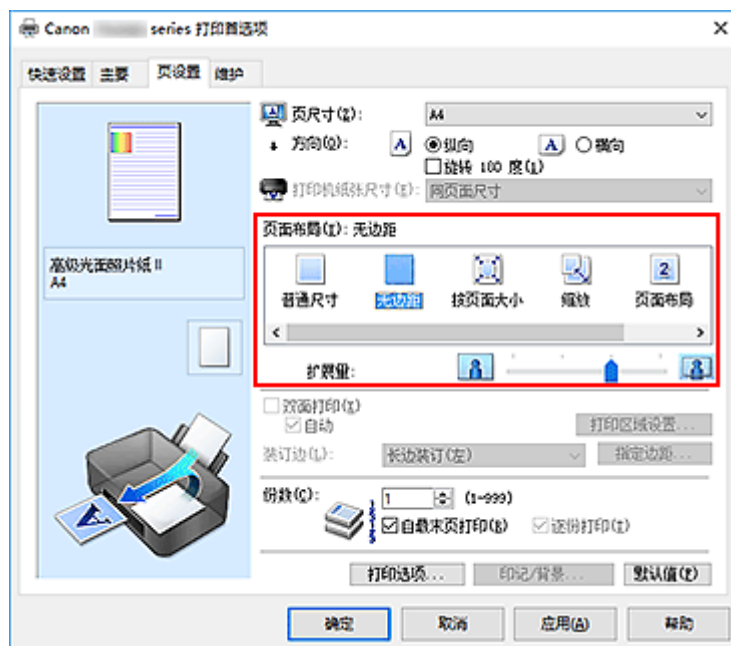 Canon series 打印首选项
快速设置 主要 页设置 维护
页尺寸(Z): A4
方向(O): A 纵向 A 横向
旋转 180 度(1)
打印机纸张尺寸(E): 同页面尺寸
页面布局(I): 无边距
普通尺寸 无边距 按页面大小 缩放 页面布局
扩展量:
高级光面照片纸 II
A4
双面打印(X)
自动
打印区域设置...
装订边(L): 长边装订(左) 指定边距...
份数(C): 1 (1-999)
自最末页打印(R) 逐份打印(T)
打印选项... 印记/背景... 默认值(F)
确定 取消 应用(A) 帮助